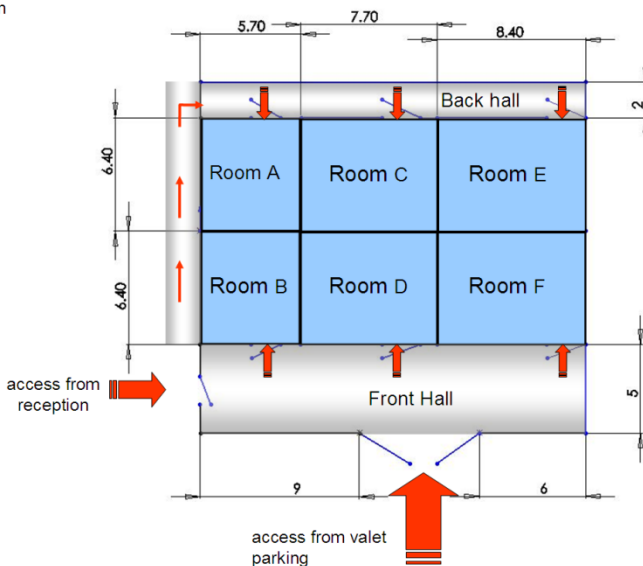 n
7.70
5.70
8.40
Back hall
2
6.40
Room A
Room C
Room E
6.40
Room B
Room D
Room F
access from
reception
Front Hall
5
9
6
access from valet
parking